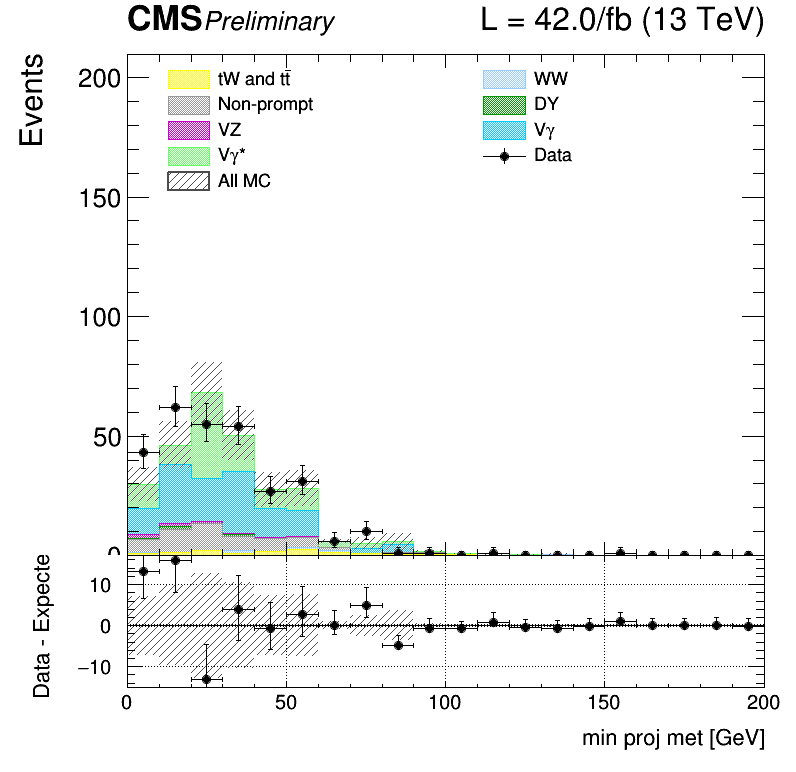 CMS Preliminary L = 42.0/fb (13 TeV)
Events
200
150
100
50
0
tW and tt̄
Non-prompt
VZ
Vγ*
All MC
WW
DY
Vγ
Data
Data - Expecte
10
0
−10
0 50 100 150 200
min proj met [GeV]